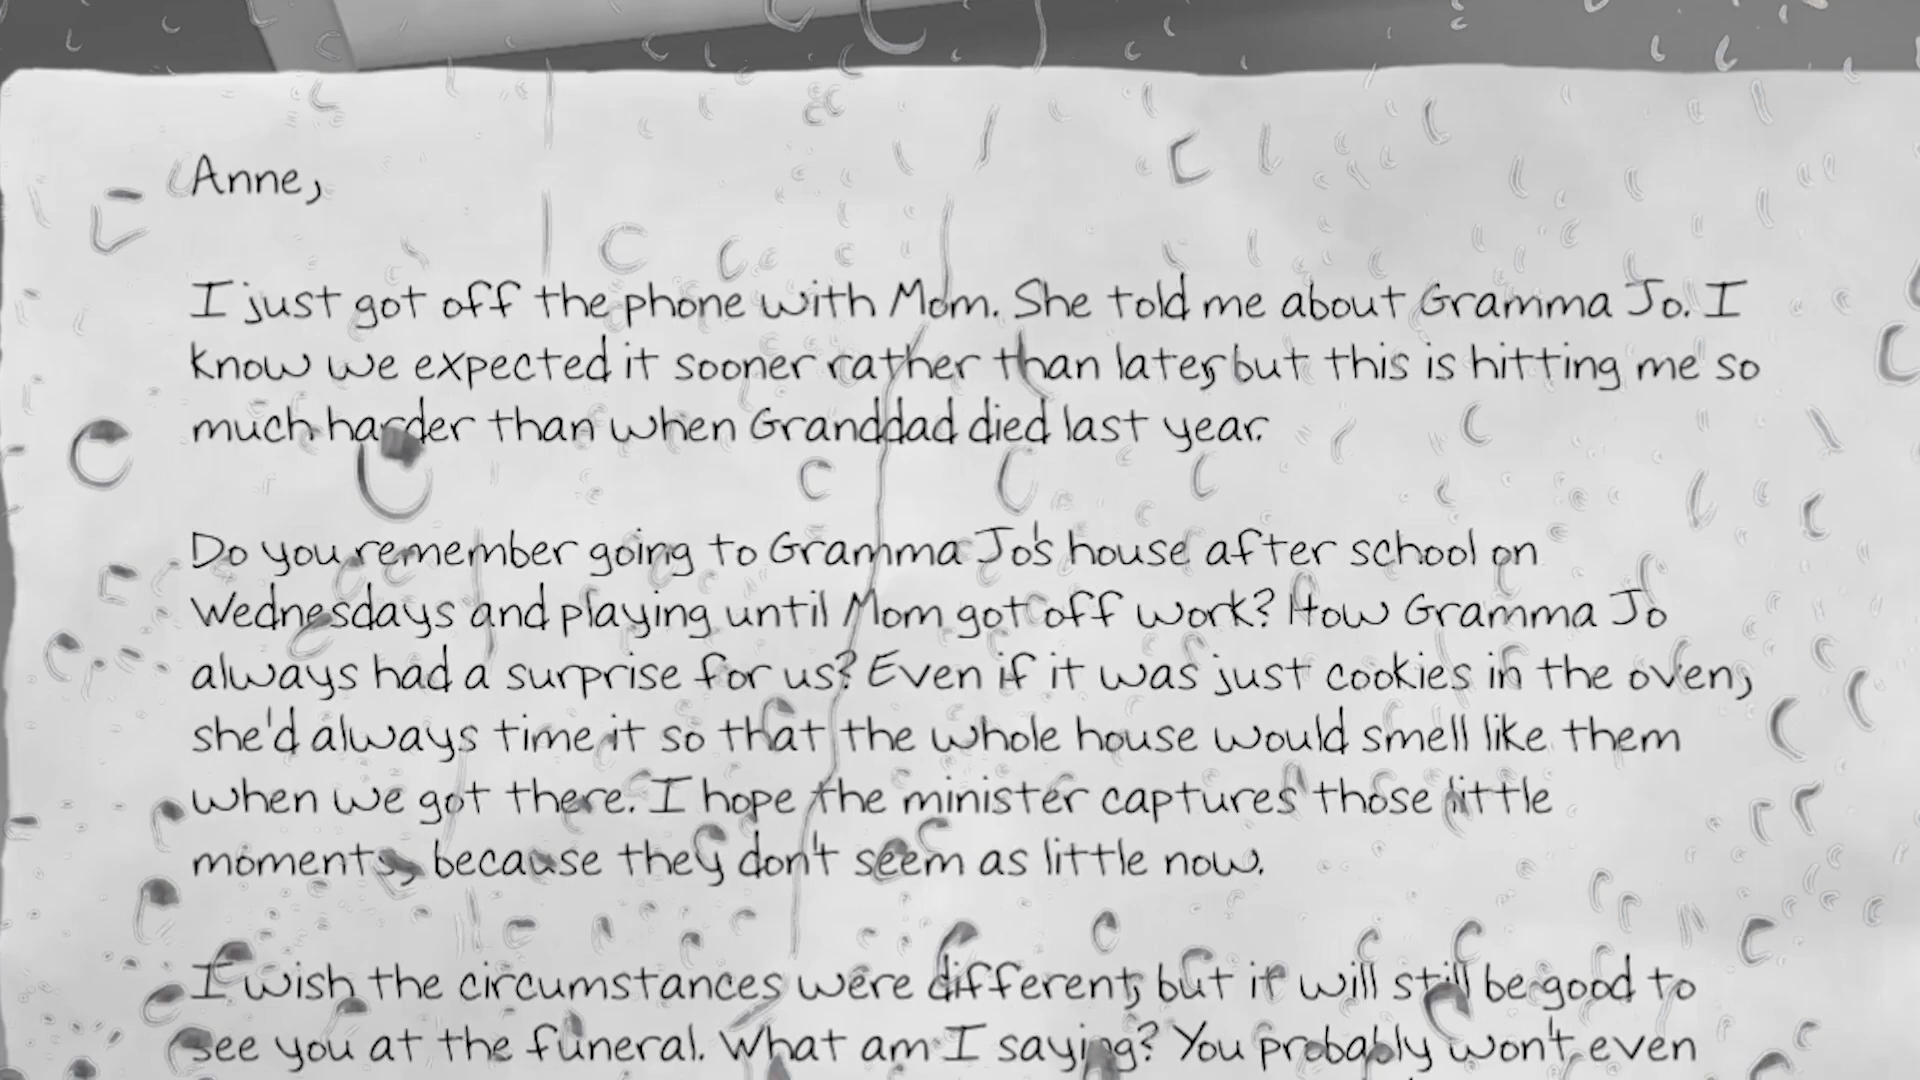 Anne,
I just got off the phone with Mom. She told me about Gramma Jo. I
know we expected it sooner rather than later, but this is hitting me so
much harder than when Granddad died last year.
Do you remember going to Gramma Jo's house after school on
Wednesdays and playing until Mom got off work? How Gramma Jo
always had a surprise for us? Even if it was just cookies in the oven,
she'd always time it so that the whole house would smell like them
when we got there. I hope the minister captures those little
moments, because they don't seem as little now.
I wish the circumstances were different, but it will still be good to
see you at the funeral. What am I saying? You probably won't even